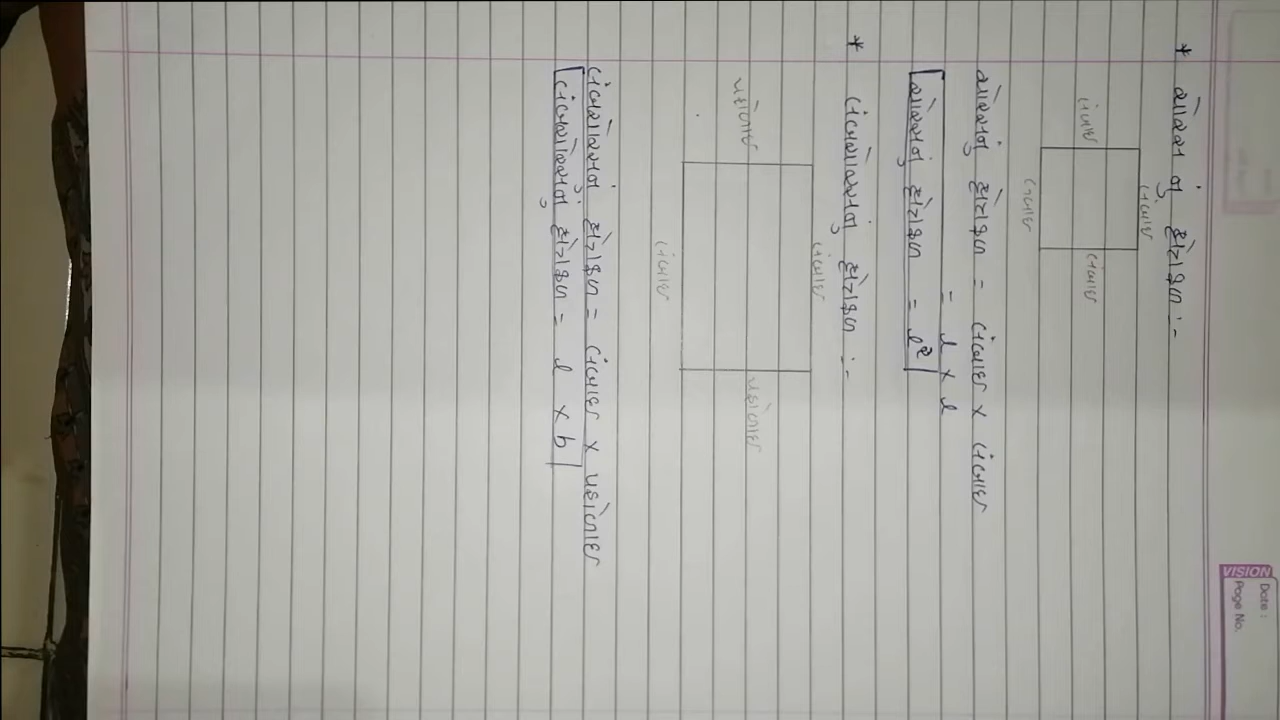 VISION
Date :
Page No.
* ચોરસ નું ક્ષેત્રફળ :-
લંબાઈ
લંબાઈ
લંબાઈ
લંબાઈ
ચોરસનું ક્ષેત્રફળ = લંબાઈ × લંબાઈ
= l × l
ચોરસનું ક્ષેત્રફળ = l²
* લંબચોરસનું ક્ષેત્રફળ :-
લંબાઈ
પહોળાઈ
પહોળાઈ
લંબાઈ
લંબચોરસનું ક્ષેત્રફળ = લંબાઈ × પહોળાઈ
લંબચોરસનું ક્ષેત્રફળ = l × b